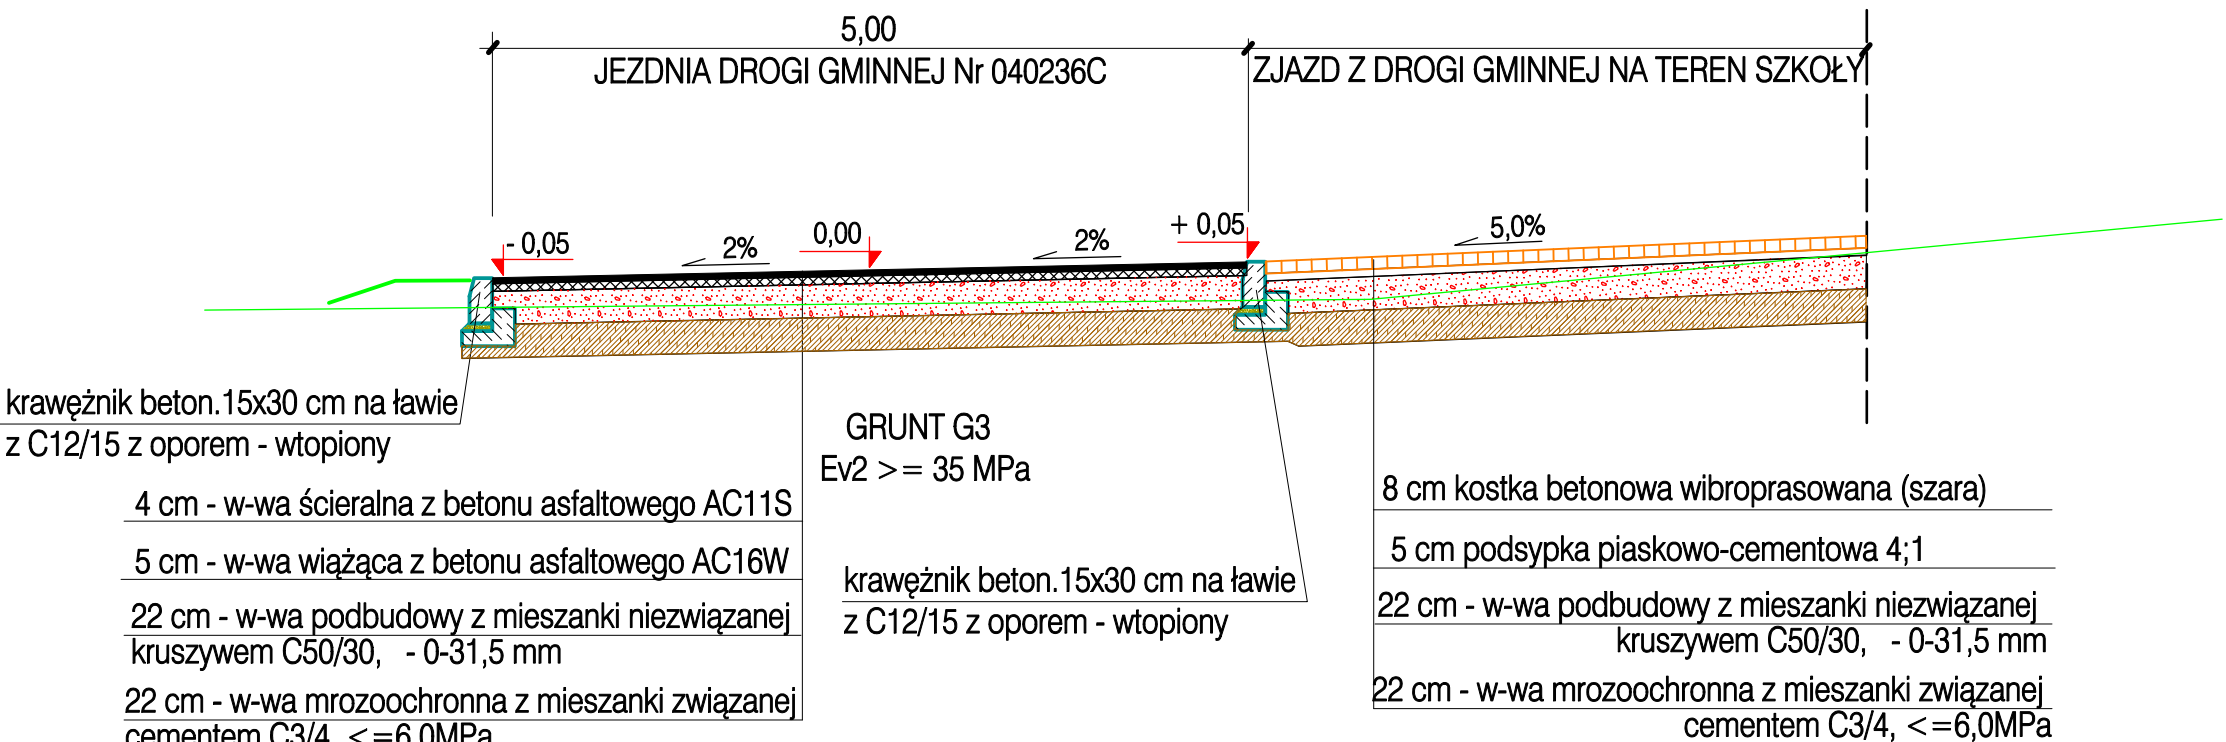 5,00
JEZDNIA DROGI GMINNEJ Nr 040236C
ZJAZD Z DROGI GMINNEJ NA TEREN SZKOŁY
- 0,05
2%
0,00
2%
+ 0,05
5,0%
krawężnik beton.15x30 cm na ławie
z C12/15 z oporem - wtopiony
GRUNT G3
Ev2 >= 35 MPa
4 cm - w-wa ścieralna z betonu asfaltowego AC11S
5 cm - w-wa wiążąca z betonu asfaltowego AC16W
22 cm - w-wa podbudowy z mieszanki niezwiązanej
kruszywem C50/30, - 0-31,5 mm
22 cm - w-wa mrozoochronna z mieszanki związanej
cementem C3/4, <=6,0MPa
krawężnik beton.15x30 cm na ławie
z C12/15 z oporem - wtopiony
8 cm kostka betonowa wibroprasowana (szara)
5 cm podsypka piaskowo-cementowa 4;1
22 cm - w-wa podbudowy z mieszanki niezwiązanej
kruszywem C50/30, - 0-31,5 mm
22 cm - w-wa mrozoochronna z mieszanki związanej
cementem C3/4, <=6,0MPa